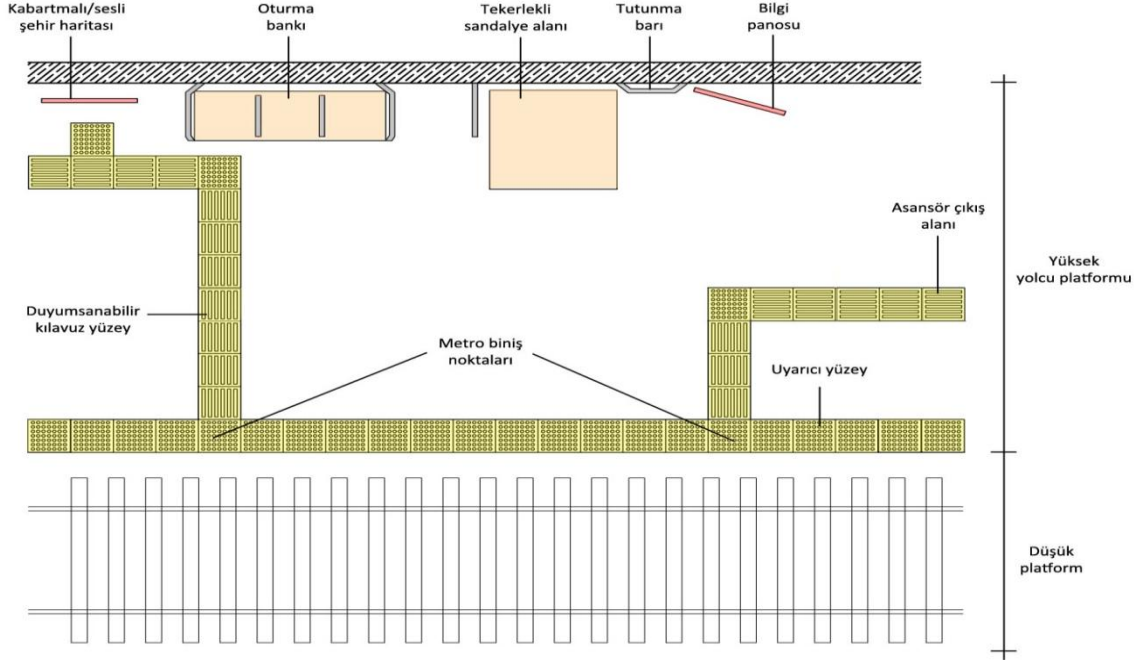 Kabartmalı/sesli
şehir haritası
Oturma
bankı
Tekerlekli
sandalye alanı
Tutunma
barı
Bilgi
panosu
Asansör çıkış
alanı
Yüksek
yolcu platformu
Duyumsanabilir
kılavuz yüzey
Metro biniş
noktaları
Uyarıcı yüzey
Düşük
platform